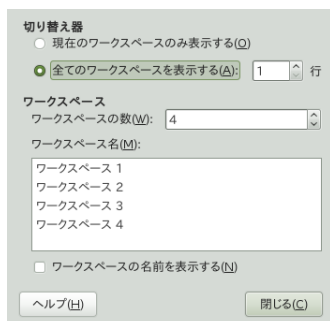 切り替え器
現在のワークスペースのみ表示する(O)
全てのワークスペースを表示する(A): 1 行
ワークスペース
ワークスペースの数(W): 4
ワークスペース名(M):
ワークスペース 1
ワークスペース 2
ワークスペース 3
ワークスペース 4
ワークスペースの名前を表示する(N)
ヘルプ(H) 閉じる(C)